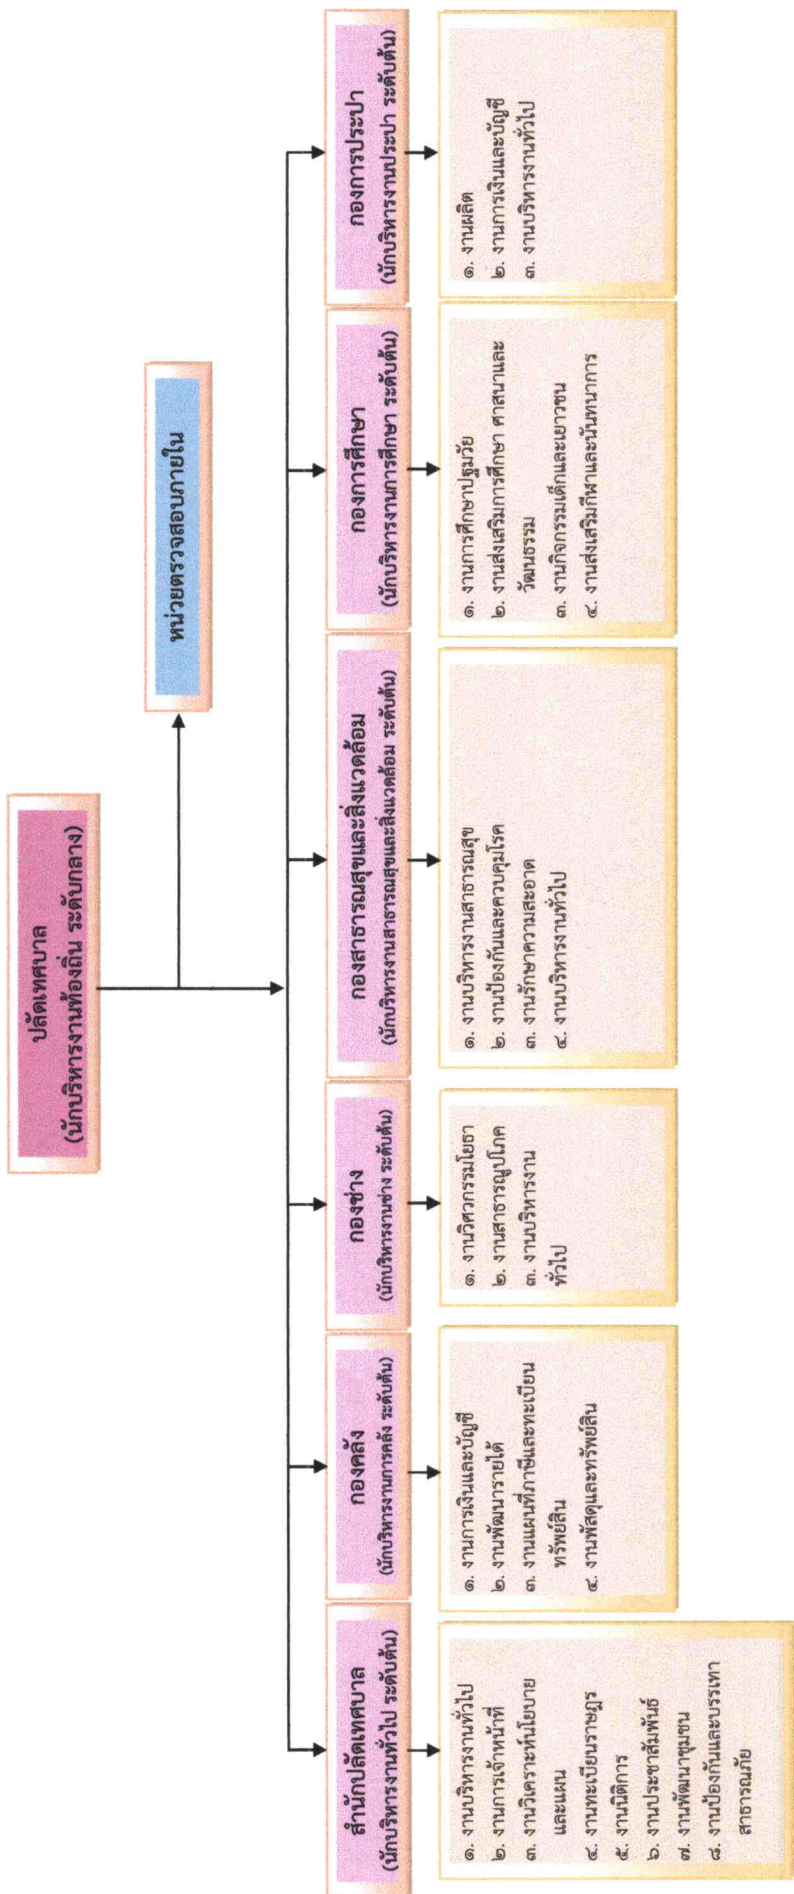 ปลัดเทศบาล
(นักบริหารงานท้องถิ่น ระดับกลาง)
หน่วยตรวจสอบภายใน
สำนักปลัดเทศบาล
(นักบริหารงานทั่วไป ระดับต้น)
๑. งานบริหารงานทั่วไป
๒. งานการเจ้าหน้าที่
๓. งานวิเคราะห์นโยบาย
และแผน
๔. งานทะเบียนราษฎร
๕. งานนิติการ
๖. งานประชาสัมพันธ์
๗. งานพัฒนาชุมชน
๘. งานป้องกันและบรรเทา
สาธารณภัย
กองคลัง
(นักบริหารงานการคลัง ระดับต้น)
๑. งานการเงินและบัญชี
๒. งานพัฒนารายได้
๓. งานแผนที่ภาษีและทะเบียน
ทรัพย์สิน
๔. งานพัสดุและทรัพย์สิน
กองช่าง
(นักบริหารงานช่าง ระดับต้น)
๑. งานวิศวกรรมโยธา
๒. งานสาธารณูปโภค
๓. งานบริหารงาน
ทั่วไป
กองสาธารณสุขและสิ่งแวดล้อม
(นักบริหารงานสาธารณสุขและสิ่งแวดล้อม ระดับต้น)
๑. งานบริหารงานสาธารณสุข
๒. งานป้องกันและควบคุมโรค
๓. งานรักษาความสะอาด
๔. งานบริหารงานทั่วไป
กองการศึกษา
(นักบริหารงานการศึกษา ระดับต้น)
๑. งานการศึกษาปฐมวัย
๒. งานส่งเสริมการศึกษา ศาสนาและ
วัฒนธรรม
๓. งานกิจกรรมเด็กและเยาวชน
๔. งานส่งเสริมกีฬาและนันทนาการ
กองการประปา
(นักบริหารงานประปา ระดับต้น)
๑. งานผลิต
๒. งานการเงินและบัญชี
๓. งานบริหารงานทั่วไป